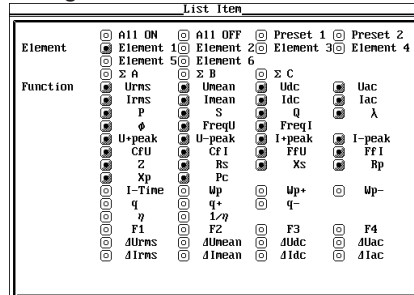 List Item
All ON All OFF Preset 1 Preset 2
Element Element 1 Element 2 Element 3 Element 4
Element 5 Element 6
Σ A Σ B Σ C
Function Urms Umean Udc Uac
Irms Imean Idc Iac
P S Q λ
ϕ FreqU FreqI
U+peak U-peak I+peak I-peak
CfU CfI FfU FfI
Z Rs Xs Rp
Xp Pc
I-Time Wp Wp+ Wp-
q q+ q-
η 1/η
F1 F2 F3 F4
ΔUrms ΔUmean ΔUdc ΔUac
ΔIrms ΔImean ΔIdc ΔIac